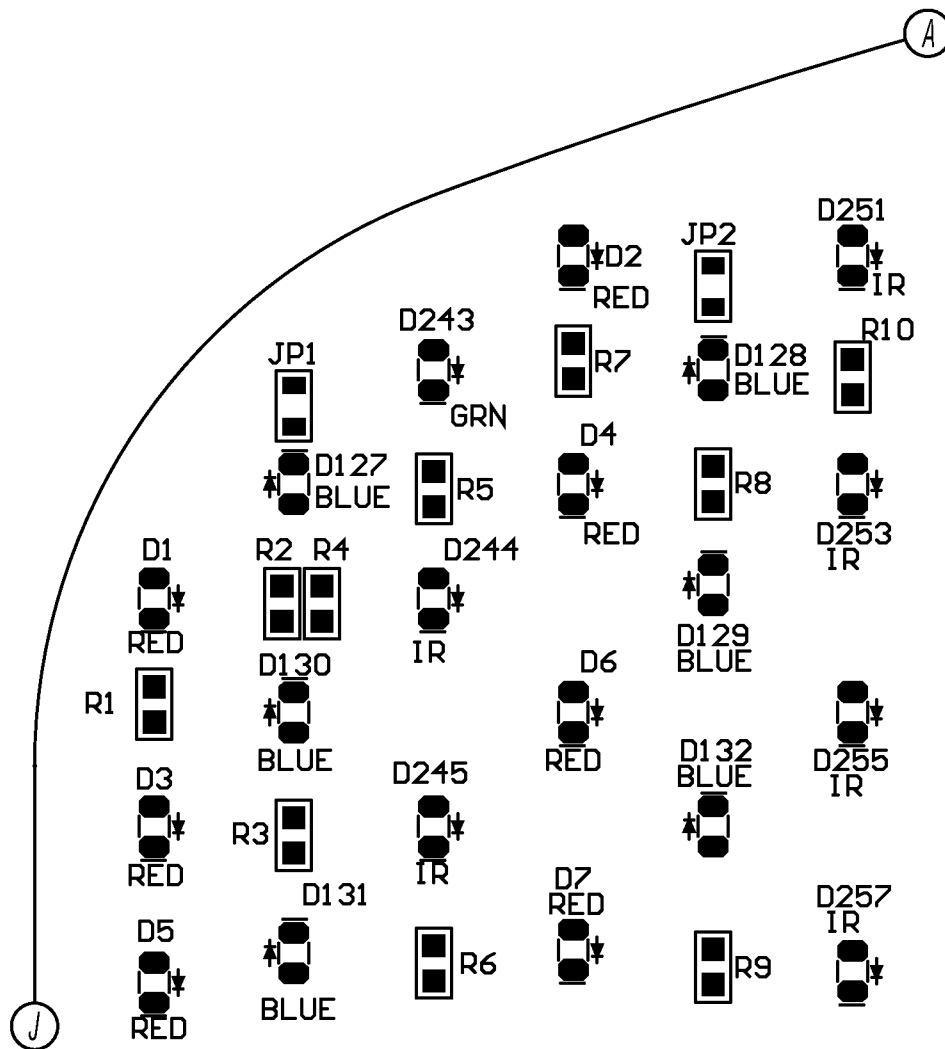 A
D251
JP2
D2
IR
RED
D243
R10
JP1
R7
D128
BLUE
GRN
D4
D127
BLUE
R5
R8
RED
D253
IR
D1
R2 R4
D244
RED
IR
D129
BLUE
D130
D6
R1
BLUE
RED
D132
BLUE
D255
IR
D3
D245
R3
RED
IR
D131
D7
RED
D257
IR
D5
R6
R9
BLUE
RED
J